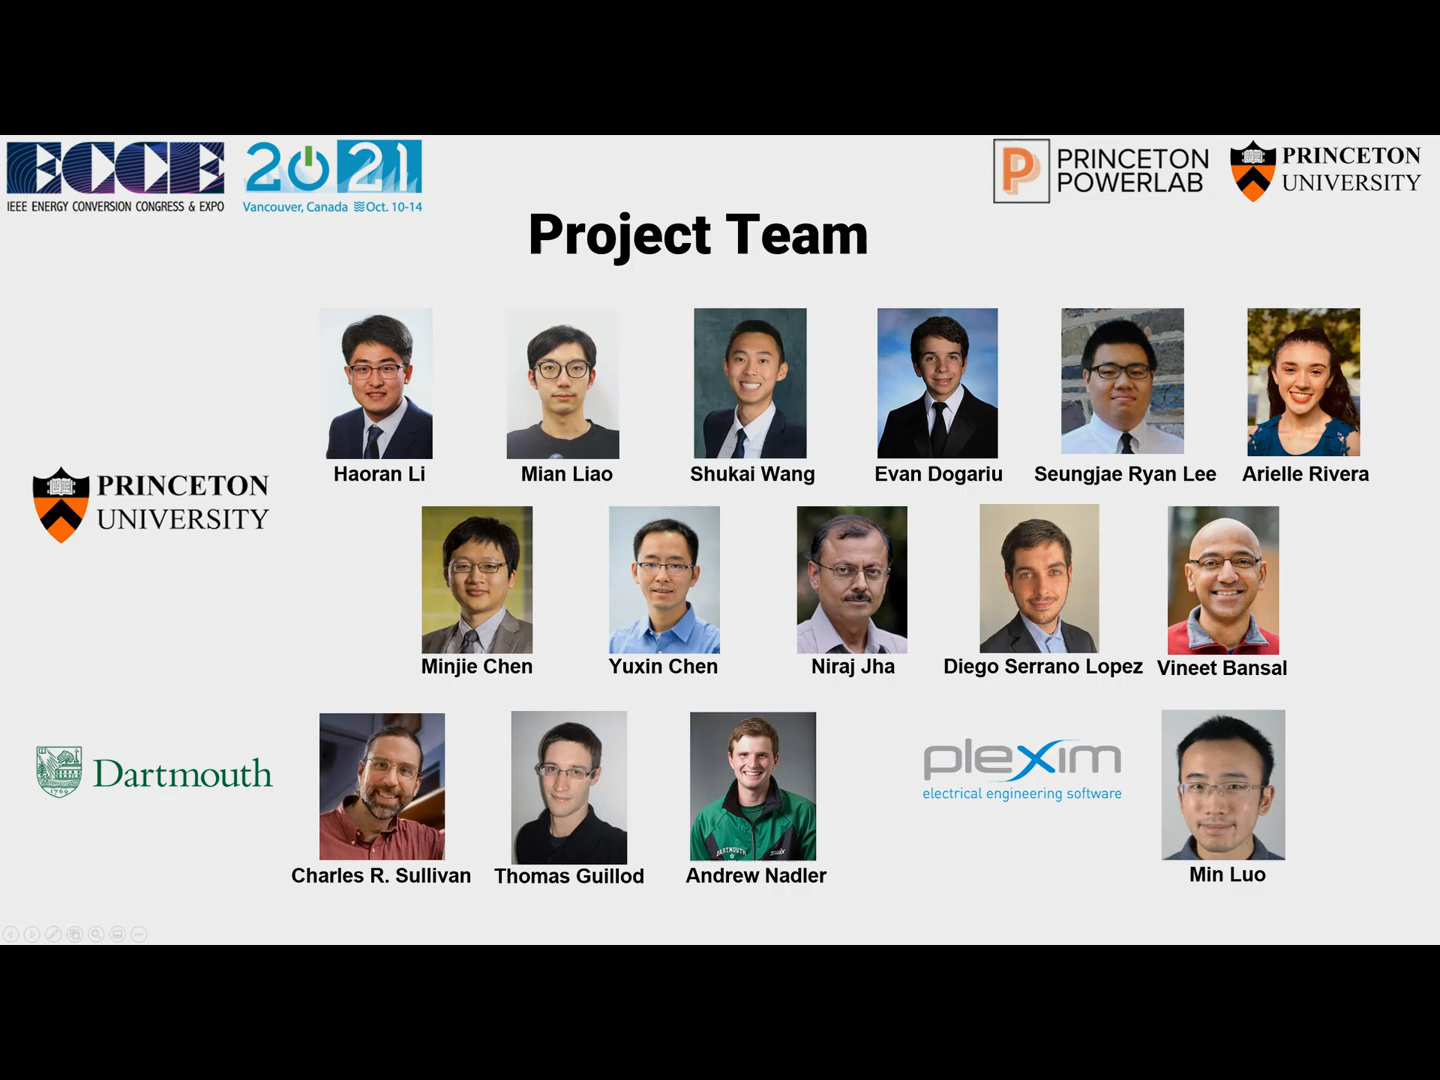 ECCE
IEEE ENERGY CONVERSION CONGRESS & EXPO
2021
Vancouver, Canada Oct. 10-14
P PRINCETON
POWERLAB
PRINCETON
UNIVERSITY
Project Team
Haoran Li
Mian Liao
Shukai Wang
Evan Dogariu
Seungjae Ryan Lee
Arielle Rivera
PRINCETON
UNIVERSITY
Minjie Chen
Yuxin Chen
Niraj Jha
Diego Serrano Lopez
Vineet Bansal
1769
Dartmouth
DARTMOUTH
Charles R. Sullivan
Thomas Guillod
Andrew Nadler
plexim
electrical engineering software
Min Luo